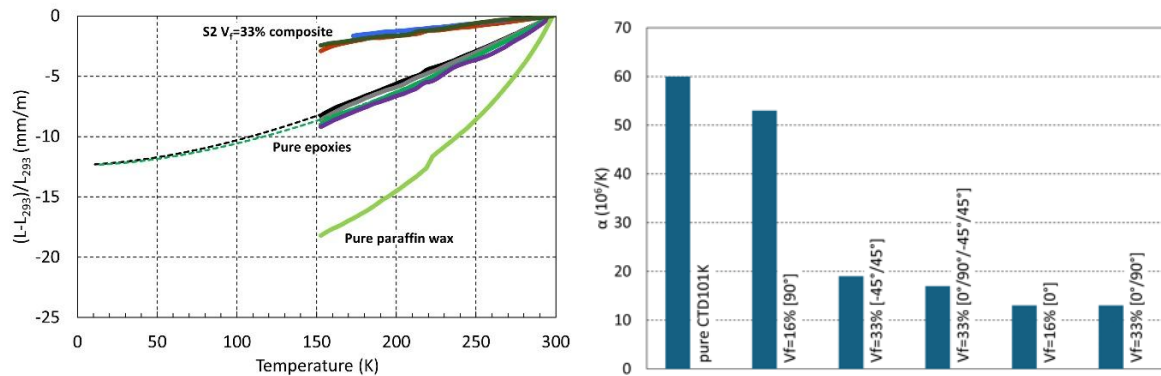 S2 Vf=33% composite
Pure epoxies
Pure paraffin wax
(L-L293)/L293 (mm/m)
0
-5
-10
-15
-20
-25
0
50
100
150
200
250
300
Temperature (K)
α (10⁶/K)
70
60
50
40
30
20
10
0
pure CTD101K
Vf=16% [90°]
Vf=33% [-45°/45°]
Vf=33% [0°/90°/-45°/45°]
Vf=16% [0°]
Vf=33% [0°/90°]